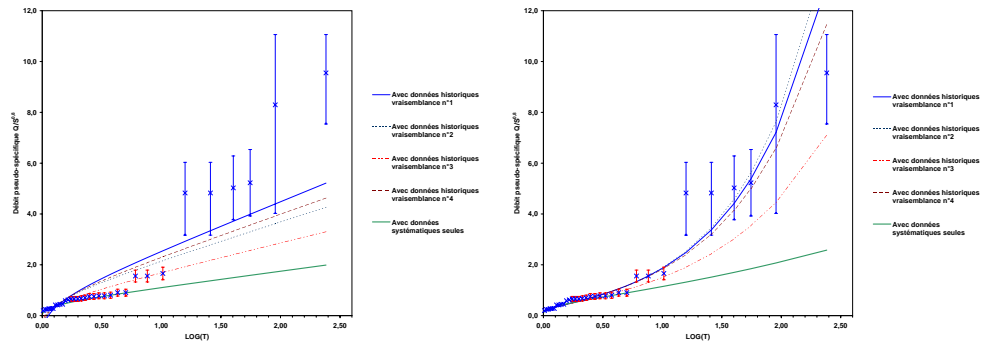 12,0
10,0
8,0
6,0
4,0
2,0
0,0
Débit pseudo-spécifique Q/S^0,6
0,00 0,50 1,00 1,50 2,00 2,50
LOG(T)
Avec données historiques
vraisemblance n°1
Avec données historiques
vraisemblance n°2
Avec données historiques
vraisemblance n°3
Avec données historiques
vraisemblance n°4
Avec données
systématiques seules
12,0
10,0
8,0
6,0
4,0
2,0
0,0
Débit pseudo-spécifique Q/S
0,00 0,50 1,00 1,50 2,00 2,50
LOG(T)
Avec données historiques
vraisemblance n°1
Avec données historiques
vraisemblance n°2
Avec données historiques
vraisemblance n°3
Avec données historiques
vraisemblance n°4
Avec données
systématiques seules